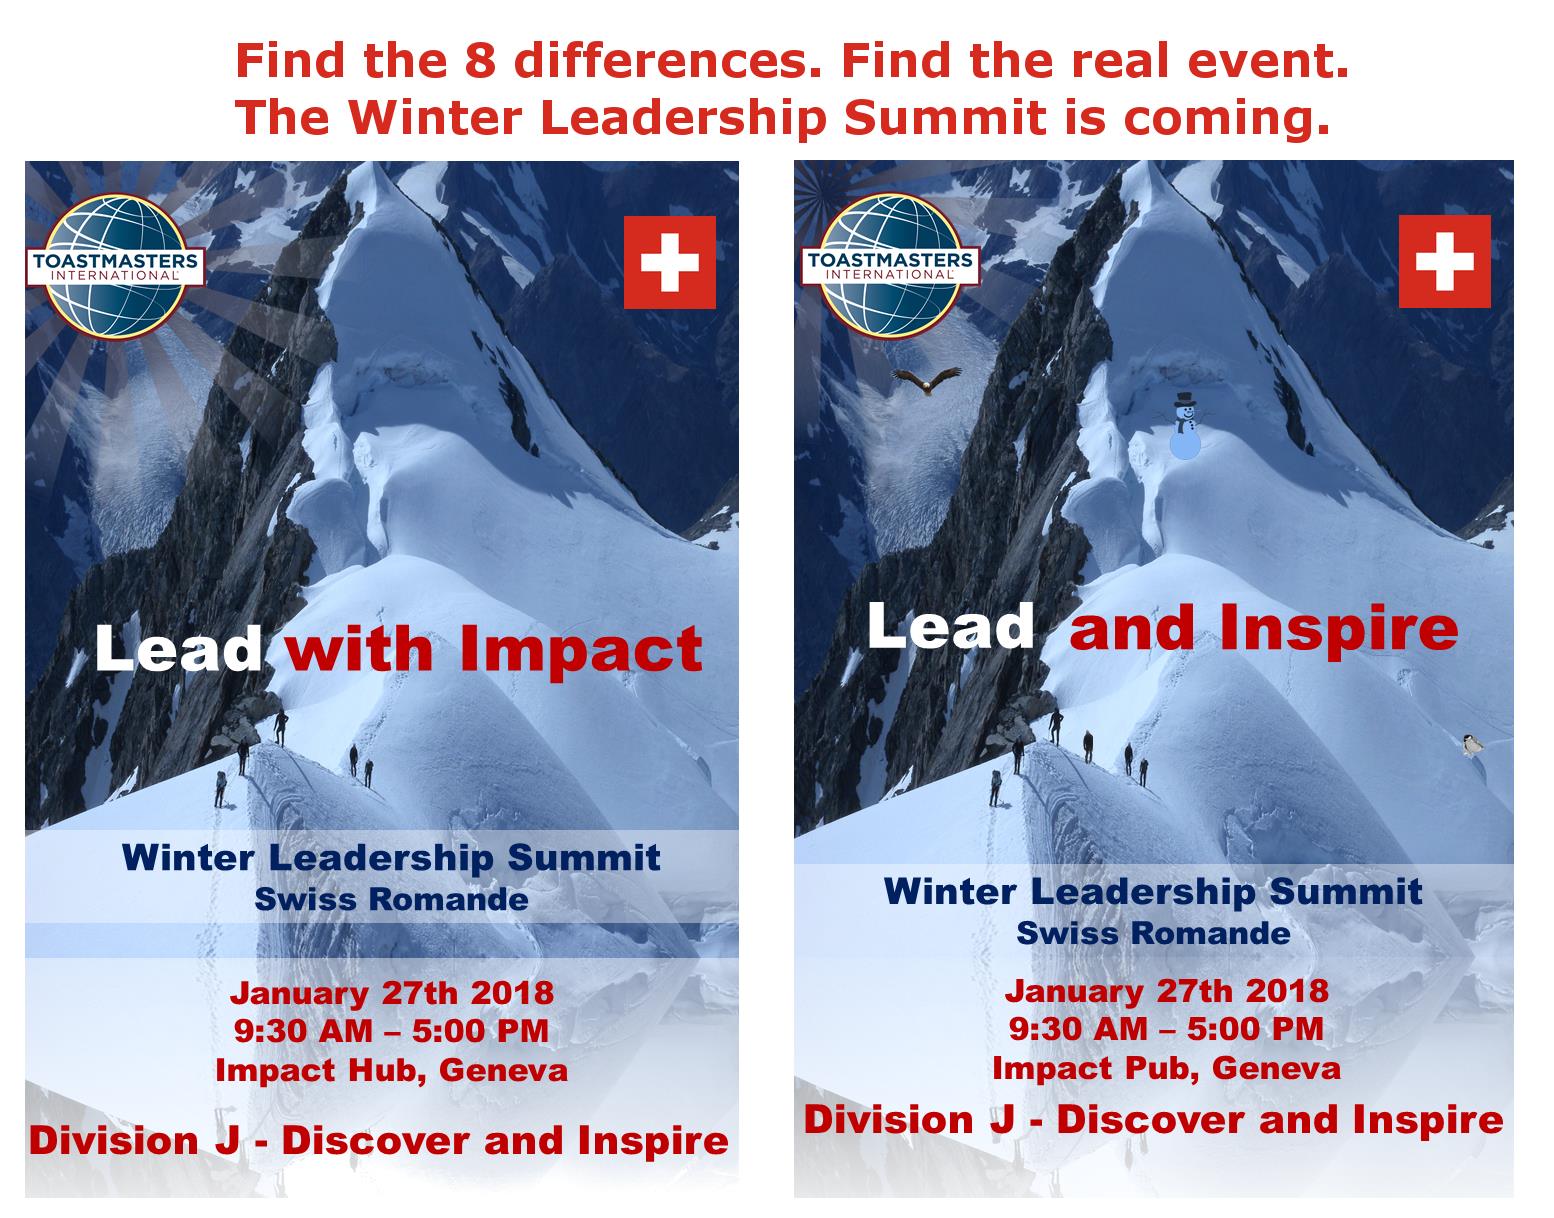 Find the 8 differences. Find the real event.
The Winter Leadership Summit is coming.
TOASTMASTERS
INTERNATIONAL
Lead with Impact
Winter Leadership Summit
Swiss Romande
January 27th 2018
9:30 AM – 5:00 PM
Impact Hub, Geneva
Division J - Discover and Inspire
TOASTMASTERS
INTERNATIONAL
Lead and Inspire
Winter Leadership Summit
Swiss Romande
January 27th 2018
9:30 AM – 5:00 PM
Impact Pub, Geneva
Division J - Discover and Inspire